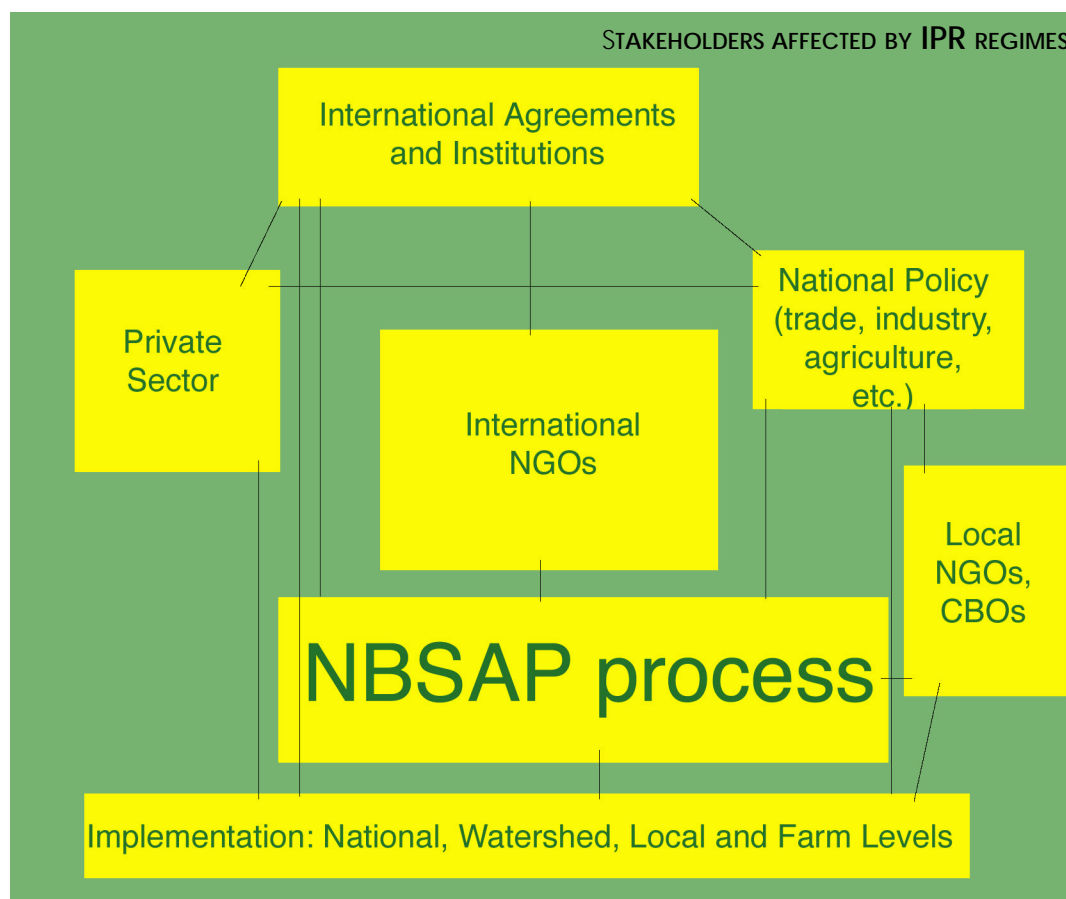 STAKEHOLDERS AFFECTED BY IPR REGIMES
International Agreements
and Institutions
National Policy
(trade, industry,
agriculture,
etc.)
Private
Sector
International
NGOs
Local
NGOs,
CBOs
NBSAP process
Implementation: National, Watershed, Local and Farm Levels